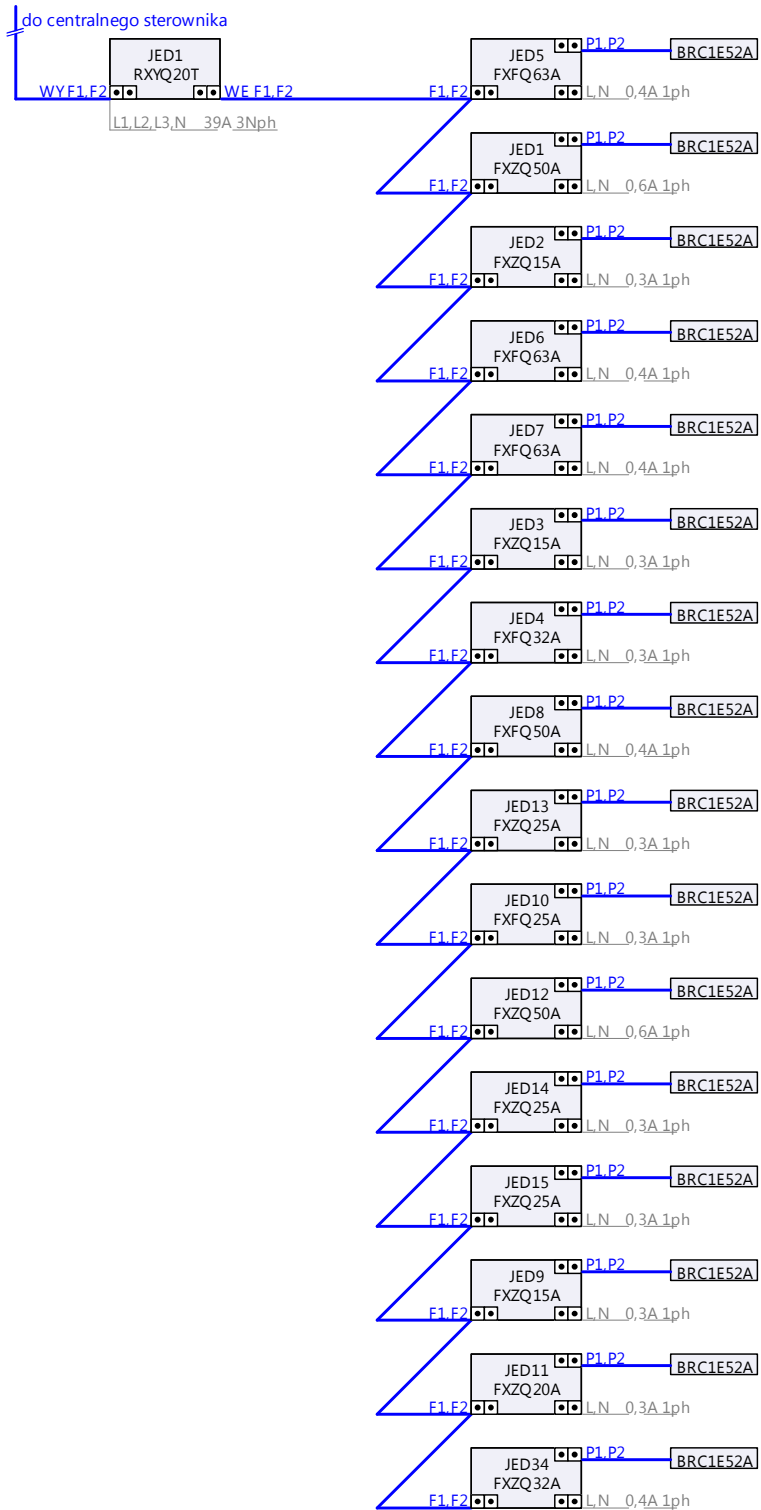 do centralnego sterownika
JED1
RXYQ20T
WY F1,F2
WE F1,F2
L1,L2,L3,N 39A 3Nph
JED5
FXFQ63A
F1,F2
P1,P2
BRC1E52A
L,N 0,4A 1ph
JED1
FXZQ50A
F1,F2
P1,P2
BRC1E52A
L,N 0,6A 1ph
JED2
FXZQ15A
F1,F2
P1,P2
BRC1E52A
L,N 0,3A 1ph
JED6
FXFQ63A
F1,F2
P1,P2
BRC1E52A
L,N 0,4A 1ph
JED7
FXFQ63A
F1,F2
P1,P2
BRC1E52A
L,N 0,4A 1ph
JED3
FXZQ15A
F1,F2
P1,P2
BRC1E52A
L,N 0,3A 1ph
JED4
FXFQ32A
F1,F2
P1,P2
BRC1E52A
L,N 0,3A 1ph
JED8
FXFQ50A
F1,F2
P1,P2
BRC1E52A
L,N 0,4A 1ph
JED13
FXZQ25A
F1,F2
P1,P2
BRC1E52A
L,N 0,3A 1ph
JED10
FXFQ25A
F1,F2
P1,P2
BRC1E52A
L,N 0,3A 1ph
JED12
FXZQ50A
F1,F2
P1,P2
BRC1E52A
L,N 0,6A 1ph
JED14
FXZQ25A
F1,F2
P1,P2
BRC1E52A
L,N 0,3A 1ph
JED15
FXZQ25A
F1,F2
P1,P2
BRC1E52A
L,N 0,3A 1ph
JED9
FXZQ15A
F1,F2
P1,P2
BRC1E52A
L,N 0,3A 1ph
JED11
FXZQ20A
F1,F2
P1,P2
BRC1E52A
L,N 0,3A 1ph
JED34
FXZQ32A
F1,F2
P1,P2
BRC1E52A
L,N 0,4A 1ph